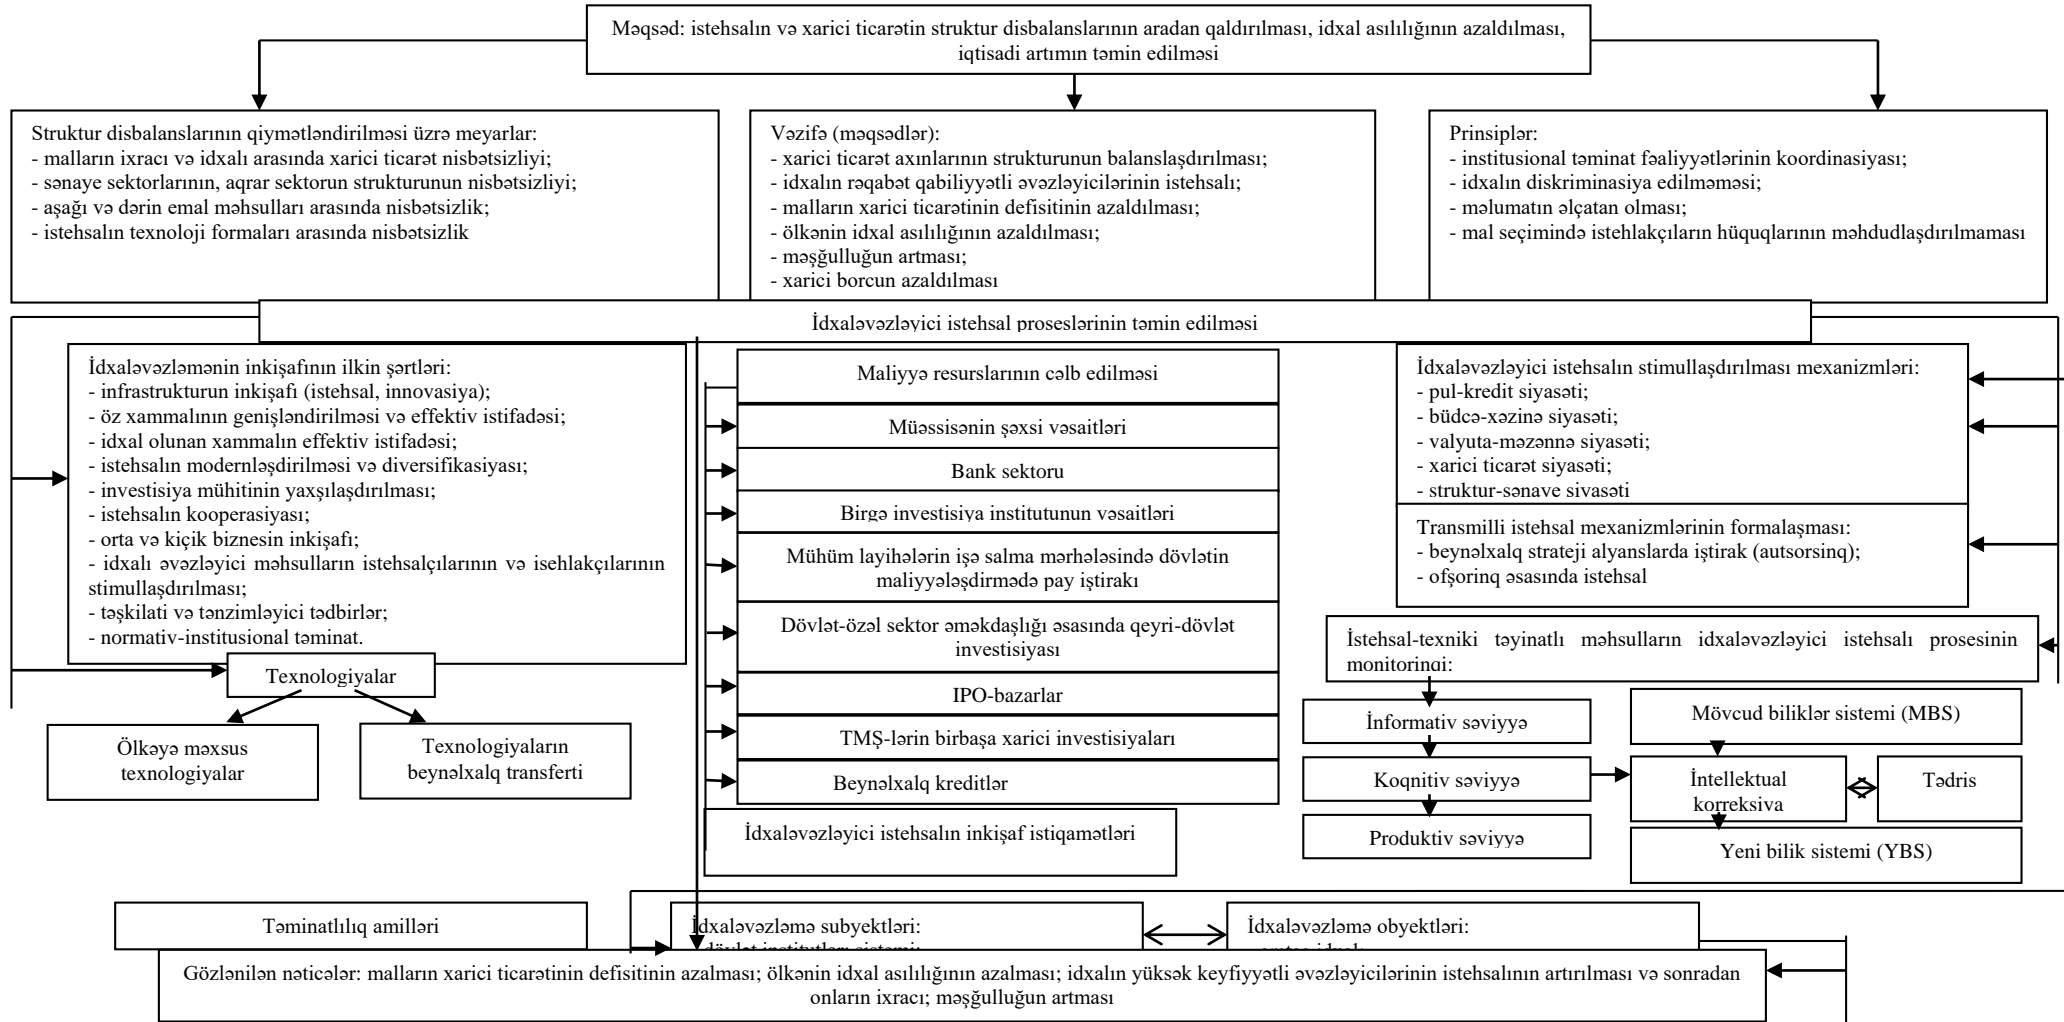 Məqsəd: istehsalın və xarici ticarətin struktur disbalanslarının aradan qaldırılması, idxal asılılığının azaldılması,
iqtisadi artımın təmin edilməsi
Struktur disbalanslarının qiymətləndirilməsi üzrə meyarlar:
- malların ixracı və idxalı arasında xarici ticarət nisbətsizliyi;
- sənaye sektorlarının, aqrar sektorun strukturunun nisbətsizliyi;
- aşağı və dərin emal məhsulları arasında nisbətsizlik;
- istehsalın texnoloji formaları arasında nisbətsizlik
Vəzifə (məqsədlər):
- xarici ticarət axınlarının strukturunun balanslaşdırılması;
- idxalın rəqabət qabiliyyətli əvəzləyicilərinin istehsalı;
- malların xarici ticarətinin defisitinin azaldılması;
- ölkənin idxal asılılığının azaldılması;
- məşğulluğun artması;
- xarici borcun azaldılması
Prinsiplər:
- institusional təminat fəaliyyətlərinin koordinasiyası;
- idxalın diskriminasiya edilməməsi;
- məlumatın əlçatan olması;
- mal seçimində istehlakçıların hüquqlarının məhdudlaşdırılmaması
İdxaləvəzləyici istehsal proseslərinin təmin edilməsi
İdxaləvəzləmənin inkişafının ilkin şərtləri:
- infrastrukturun inkişafı (istehsal, innovasiya);
- öz xammalının genişləndirilməsi və effektiv istifadəsi;
- idxal olunan xammalın effektiv istifadəsi;
- istehsalın modernləşdirilməsi və diversifikasiyası;
- investisiya mühitinin yaxşılaşdırılması;
- istehsalın kooperasiyası;
- orta və kiçik biznesin inkişafı;
- idxalı əvəzləyici məhsulların istehsalçılarının və isehlakçılarının
stimullaşdırılması;
- təşkilati və tənzimləyici tədbirlər;
- normativ-institusional təminat.
Texnologiyalar
Ölkəyə məxsus
texnologiyalar
Texnologiyaların
beynəlxalq transferti
Maliyyə resurslarının cəlb edilməsi
Müəssisənin şəxsi vəsaitləri
Bank sektoru
Birgə investisiya institutunun vəsaitləri
Mühüm layihələrin işə salma mərhələsində dövlətin
maliyyələşdirmədə pay iştirakı
Dövlət-özəl sektor əməkdaşlığı əsasında qeyri-dövlət
investisiyası
IPO-bazarlar
TMŞ-lərin birbaşa xarici investisiyaları
Beynəlxalq kreditlər
İdxaləvəzləyici istehsalın inkişaf istiqamətləri
İdxaləvəzləyici istehsalın stimullaşdırılması mexanizmləri:
- pul-kredit siyasəti;
- büdcə-xəzinə siyasəti;
- valyuta-məzənnə siyasəti;
- xarici ticarət siyasəti;
- struktur-sənaye siyasəti
Transmilli istehsal mexanizmlərinin formalaşması:
- beynəlxalq strateji alyanslarda iştirak (autsorsinq);
- ofşorinq əsasında istehsal
İstehsal-texniki təyinatlı məhsulların idxaləvəzləyici istehsalı prosesinin
monitorinqi:
İnformativ səviyyə
Koqnitiv səviyyə
Produktiv səviyyə
Mövcud biliklər sistemi (MBS)
İntellektual
korreksiya
Tədris
Yeni bilik sistemi (YBS)
Təminatlılıq amilləri
İdxaləvəzləmə subyektləri:
- dövlət institutları sistemi;
İdxaləvəzləmə obyektləri:
Gözlənilən nəticələr: malların xarici ticarətinin defisitinin azalması; ölkənin idxal asılılığının azalması; idxalın yüksək keyfiyyətli əvəzləyicilərinin istehsalının artırılması və sonradan
onların ixracı; məşğulluğun artması